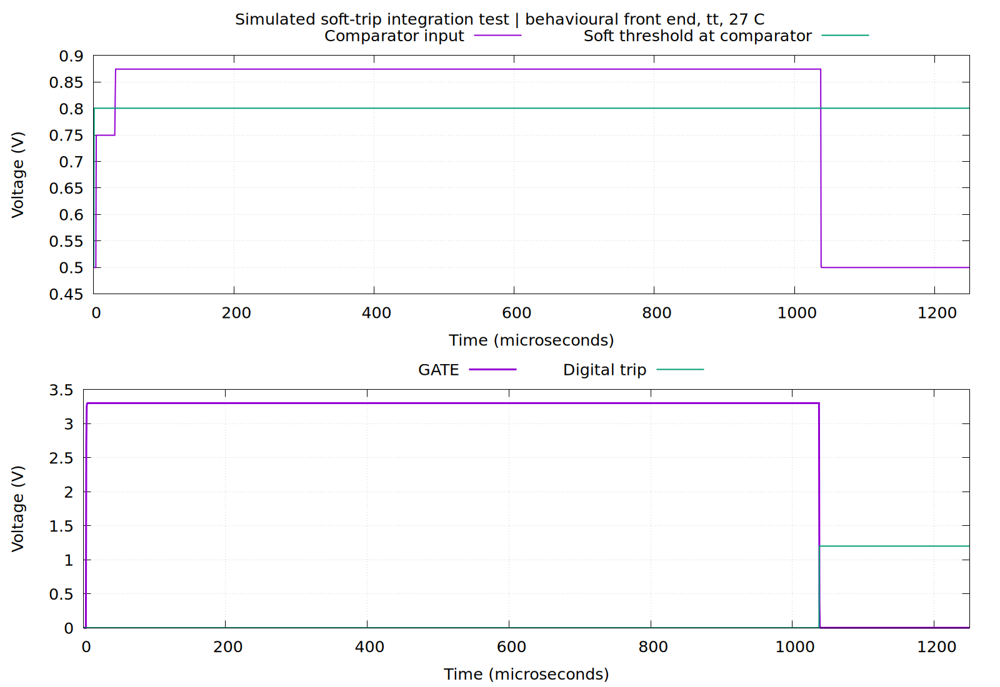 Simulated soft-trip integration test | behavioural front end, tt, 27 C
Comparator input Soft threshold at comparator
0.9
0.85
0.8
0.75
0.7
0.65
0.6
0.55
0.5
0.45
Voltage (V)
0 200 400 600 800 1000 1200
Time (microseconds)
GATE Digital trip
3.5
3
2.5
2
1.5
1
0.5
0
Voltage (V)
0 200 400 600 800 1000 1200
Time (microseconds)